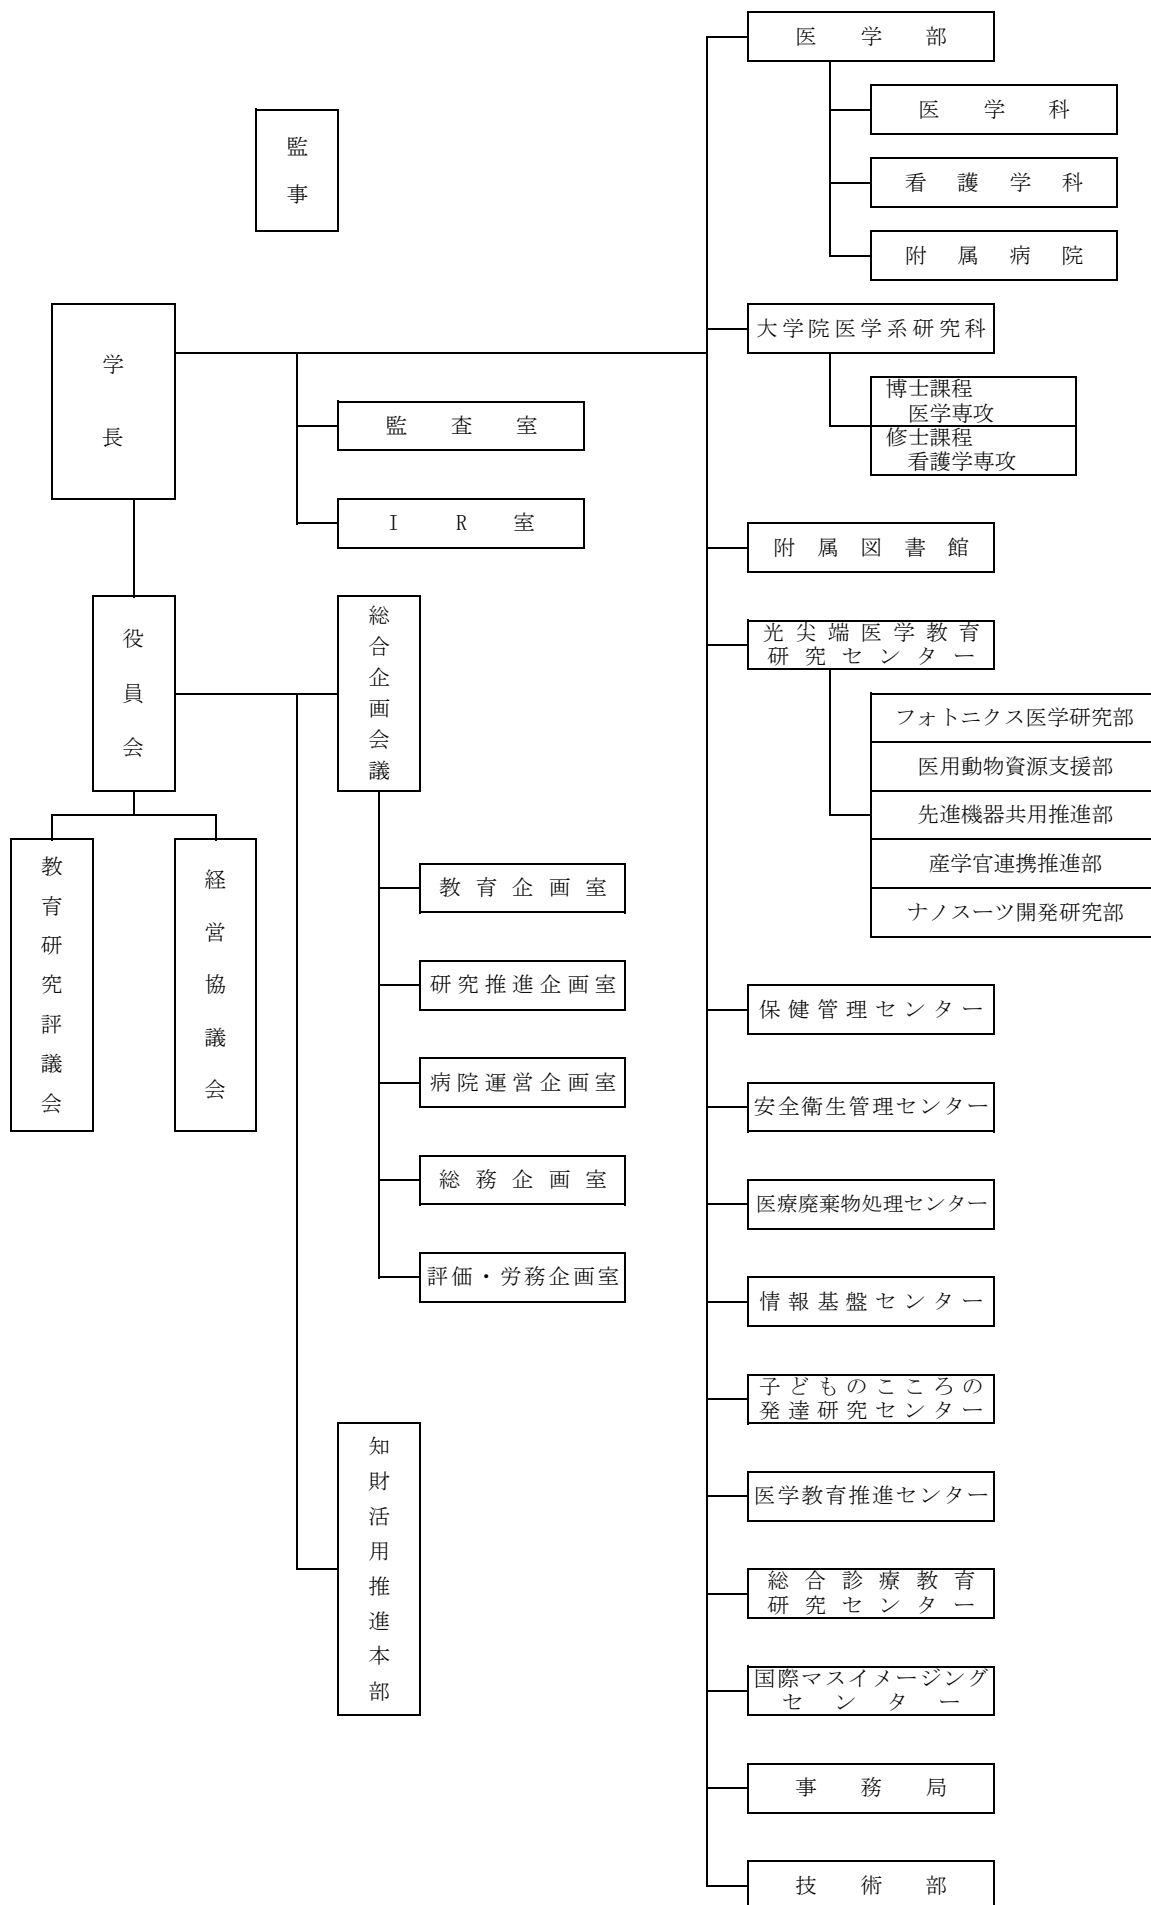 監事
学長
監査室
IR室
役員会
教育研究評議会
経営協議会
総合企画会議
教育企画室
研究推進企画室
病院運営企画室
総務企画室
評価・労務企画室
知財活用推進本部
医学部
医学科
看護学科
附属病院
大学院医学系研究科
博士課程
医学専攻
修士課程
看護学専攻
附属図書館
光尖端医学教育
研究センター
フォトニクス医学研究部
医用動物資源支援部
先進機器共用推進部
産学官連携推進部
ナノスーツ開発研究部
保健管理センター
安全衛生管理センター
医療廃棄物処理センター
情報基盤センター
子どものこころの
発達研究センター
医学教育推進センター
総合診療教育
研究センター
国際マスイメージング
センター
事務局
技術部